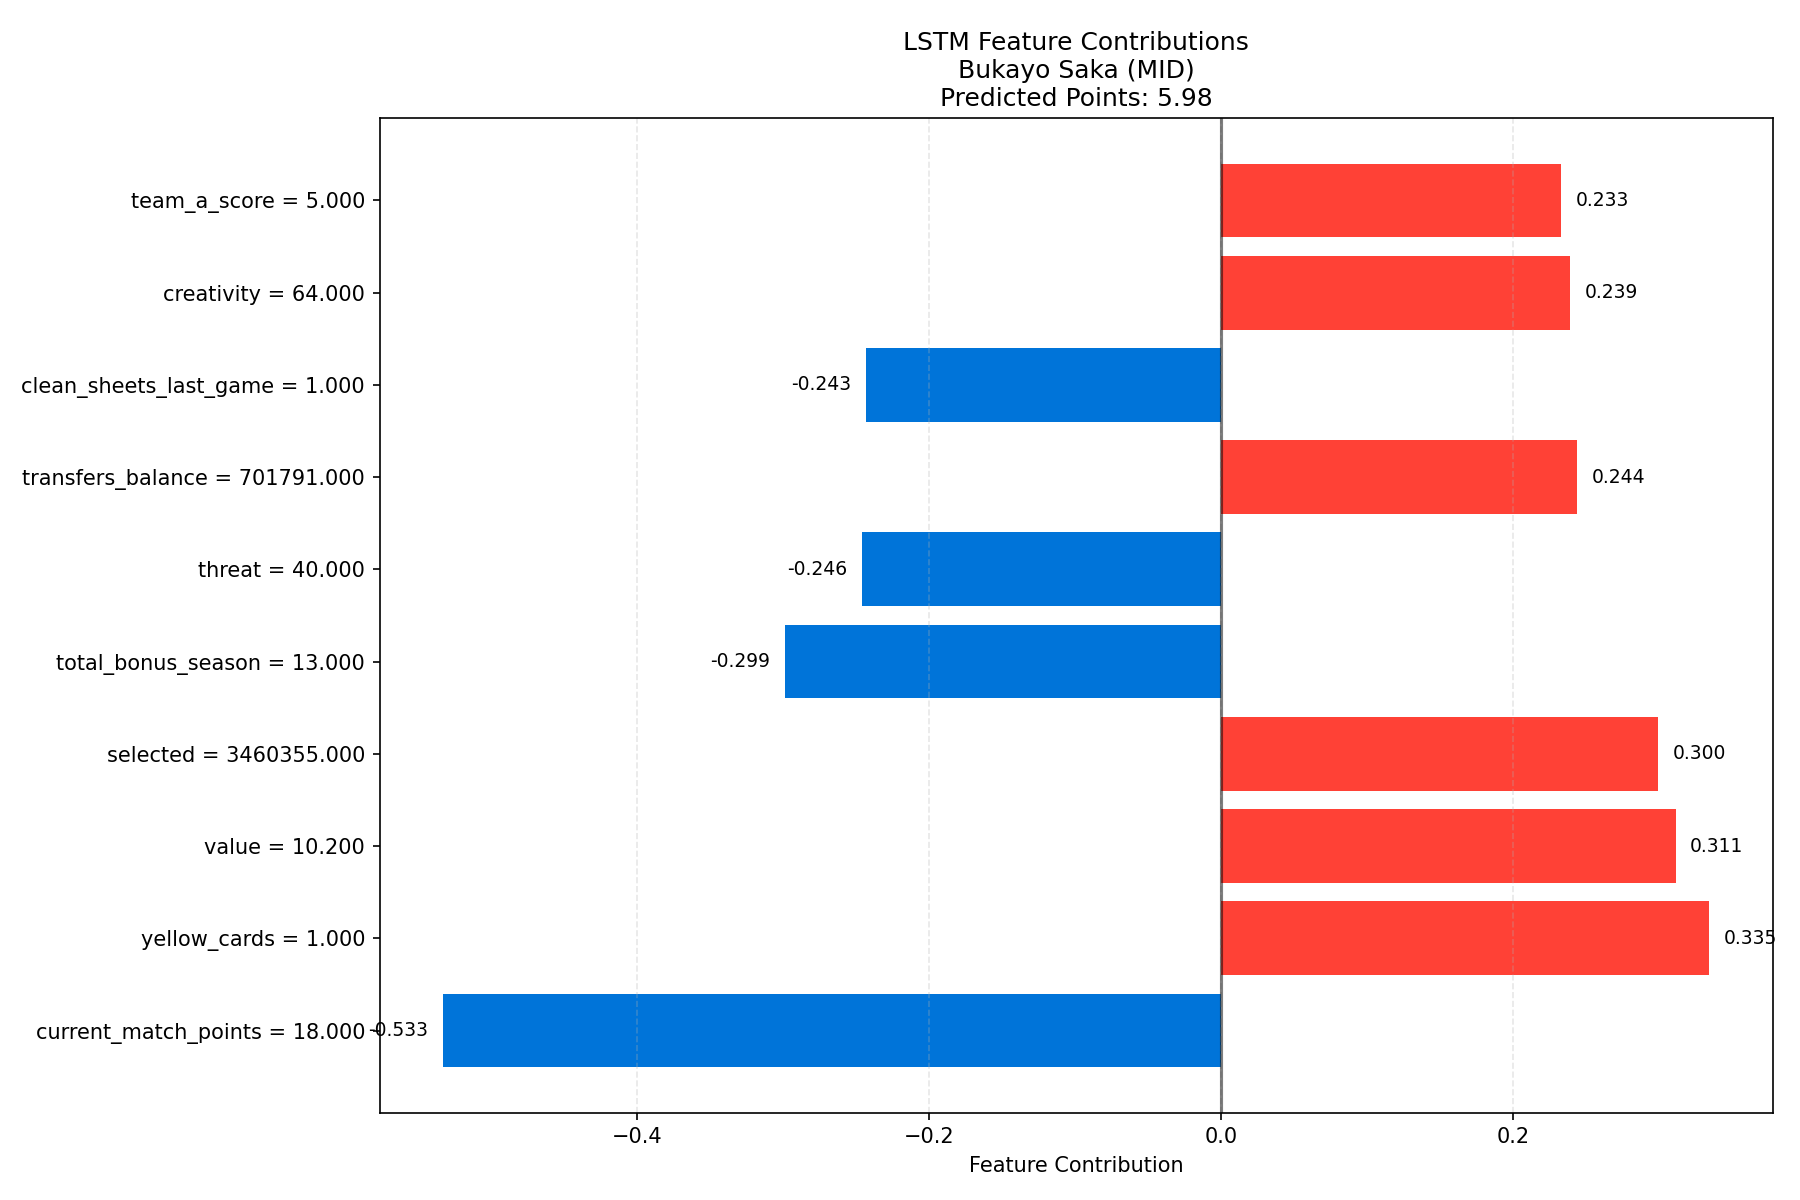 LSTM Feature Contributions
Bukayo Saka (MID)
Predicted Points: 5.98
team_a_score = 5.000 0.233
creativity = 64.000 0.239
clean_sheets_last_game = 1.000 -0.243
transfers_balance = 701791.000 0.244
threat = 40.000 -0.246
total_bonus_season = 13.000 -0.299
selected = 3460355.000 0.300
value = 10.200 0.311
yellow_cards = 1.000 0.335
current_match_points = 18.000 -0.533
−0.4 −0.2 0.0 0.2
Feature Contribution